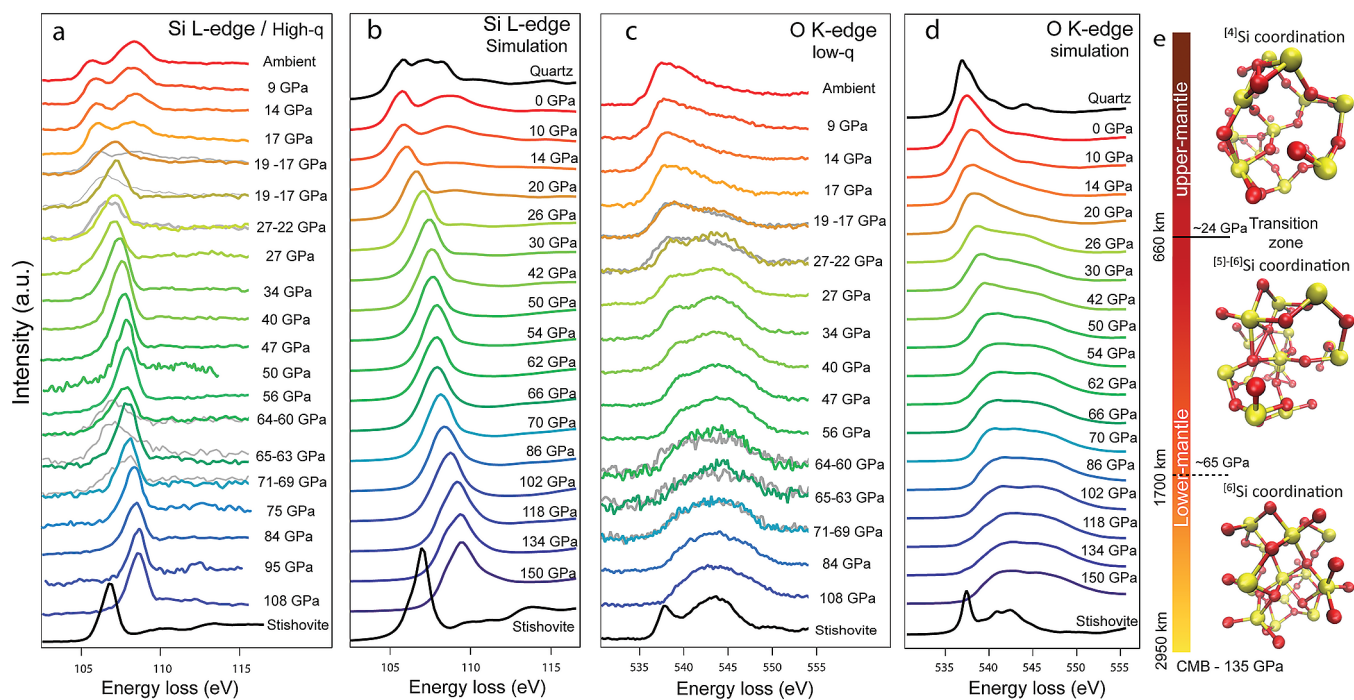 Intensity (a.u.)
a
Si L-edge / High-q
Ambient
9 GPa
14 GPa
17 GPa
19 -17 GPa
19 -17 GPa
27-22 GPa
27 GPa
34 GPa
40 GPa
47 GPa
50 GPa
56 GPa
64-60 GPa
65-63 GPa
71-69 GPa
75 GPa
84 GPa
95 GPa
108 GPa
Stishovite
105
110
115
Energy loss (eV)
b
Si L-edge
Simulation
Quartz
0 GPa
10 GPa
14 GPa
20 GPa
26 GPa
30 GPa
42 GPa
50 GPa
54 GPa
62 GPa
66 GPa
70 GPa
86 GPa
102 GPa
118 GPa
134 GPa
150 GPa
Stishovite
105
110
115
Energy loss (eV)
c
O K-edge
low-q
Ambient
9 GPa
14 GPa
17 GPa
19 -17 GPa
27-22 GPa
27 GPa
34 GPa
40 GPa
47 GPa
56 GPa
64-60 GPa
65-63 GPa
71-69 GPa
84 GPa
108 GPa
Stishovite
535
540
545
550
555
Energy loss (eV)
d
O K-edge
simulation
Quartz
0 GPa
10 GPa
14 GPa
20 GPa
26 GPa
30 GPa
42 GPa
50 GPa
54 GPa
62 GPa
66 GPa
70 GPa
86 GPa
102 GPa
118 GPa
134 GPa
150 GPa
Stishovite
535
540
545
550
555
Energy loss (eV)
e
[4]Si coordination
upper-mantle
660 km
~24 GPa
Transition
zone
[5]-[6]Si coordination
Lower-mantle
1700 km
~65 GPa
[6]Si coordination
2950 km
CMB - 135 GPa